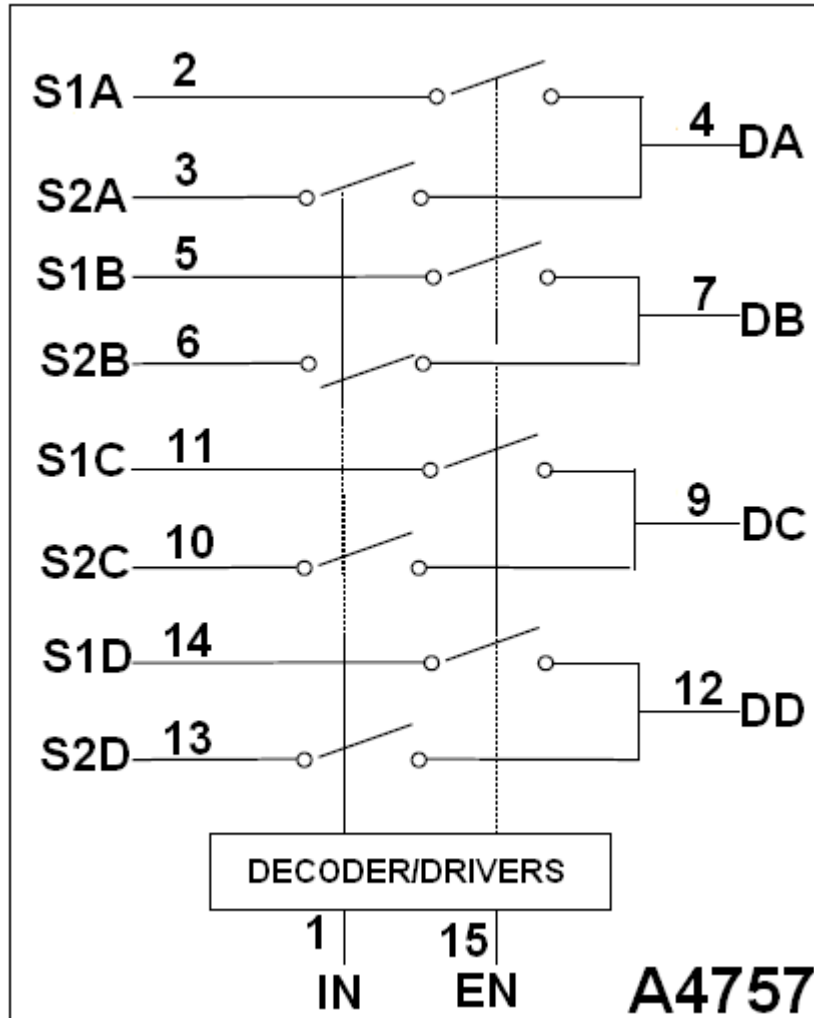 S1A 2
4 DA
S2A 3
S1B 5
7 DB
S2B 6
S1C 11
9 DC
S2C 10
S1D 14
12 DD
S2D 13
DECODER/DRIVERS
1 15
IN EN A4757